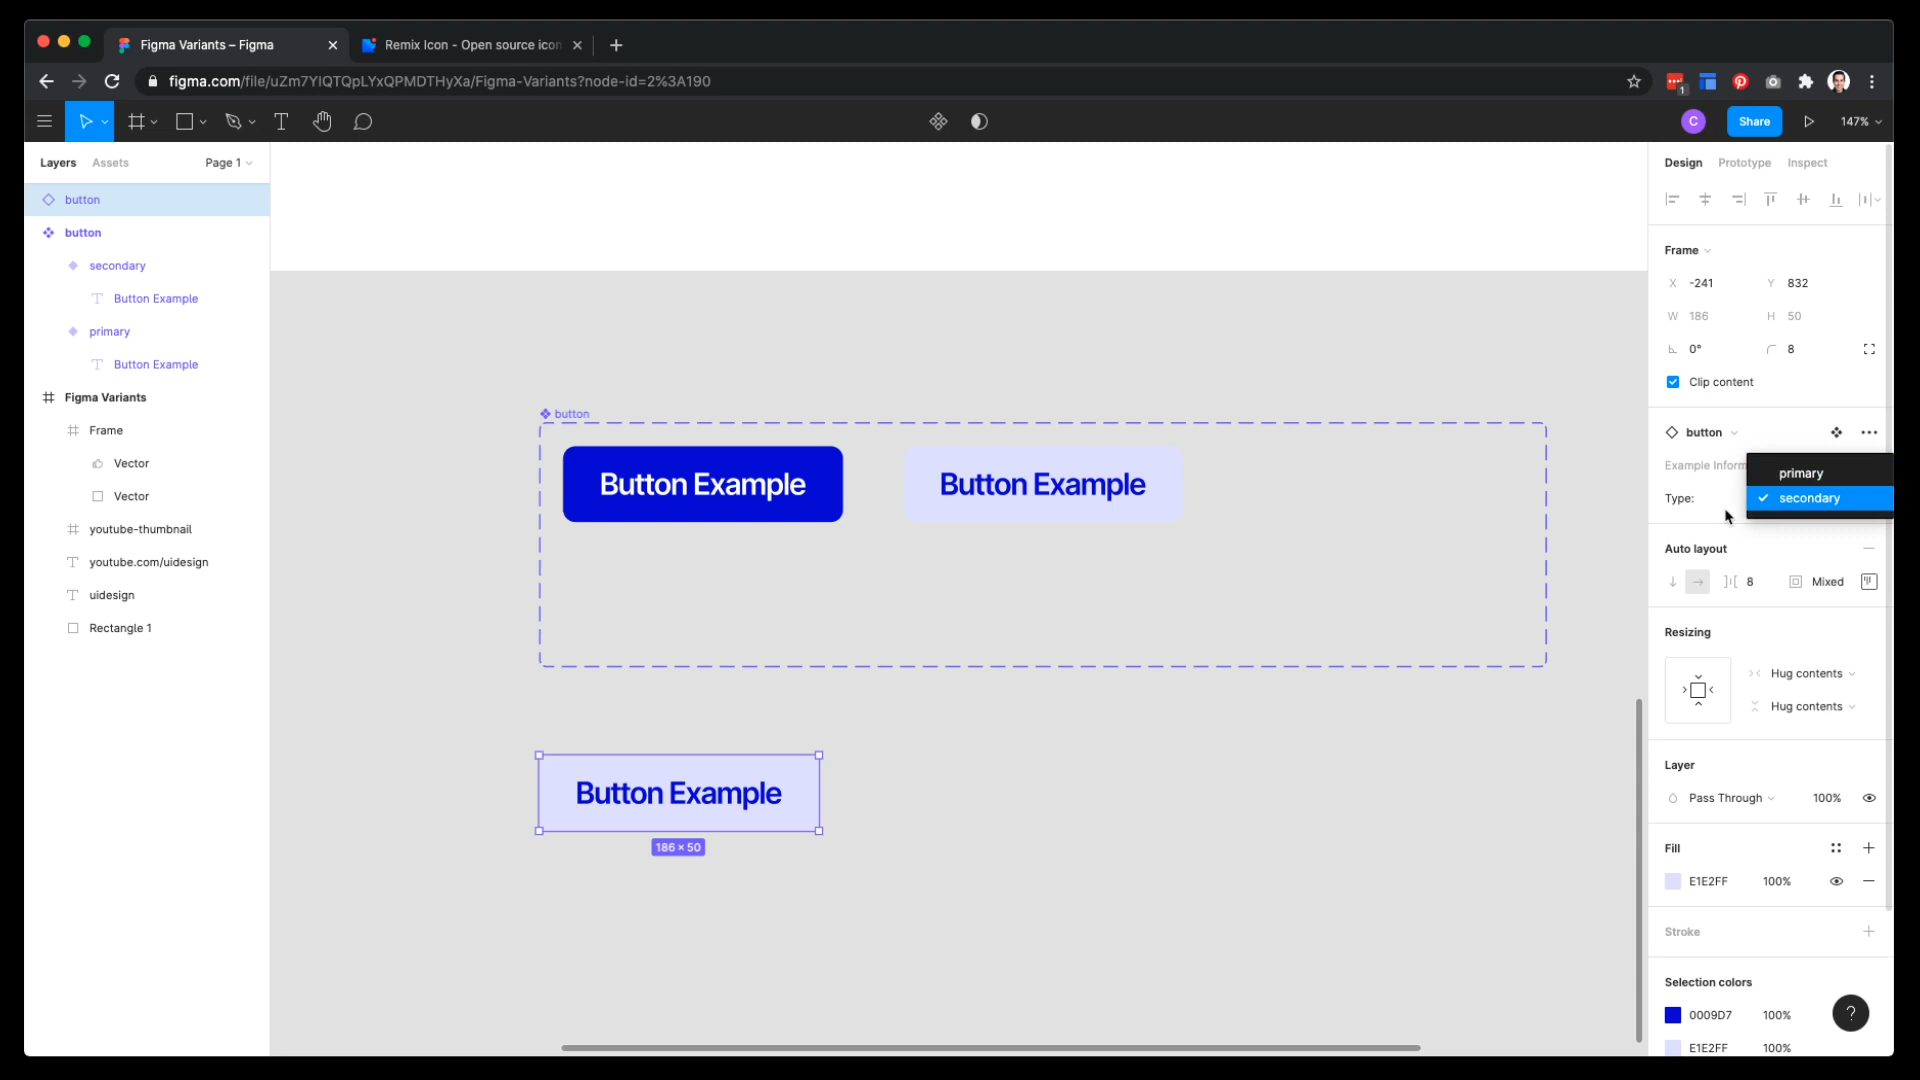 Figma Variants – Figma
Remix Icon - Open source icon
figma.com/file/uZm7YIQTQpLYxQPMDTHyXa/Figma-Variants?node-id=2%3A190
1
C
Share
147%
Layers
Assets
Page 1
button
button
secondary
Button Example
primary
Button Example
Figma Variants
Frame
Vector
Vector
youtube-thumbnail
youtube.com/uidesign
uidesign
Rectangle 1
button
Button Example
Button Example
Button Example
186 × 50
Design
Prototype
Inspect
Frame
X -241
Y 832
W 186
H 50
0°
8
Clip content
button
Example Inform
primary
Type:
secondary
Auto layout
8
Mixed
Resizing
Hug contents
Hug contents
Layer
Pass Through
100%
Fill
E1E2FF
100%
Stroke
Selection colors
0009D7
100%
?
E1E2FF
100%